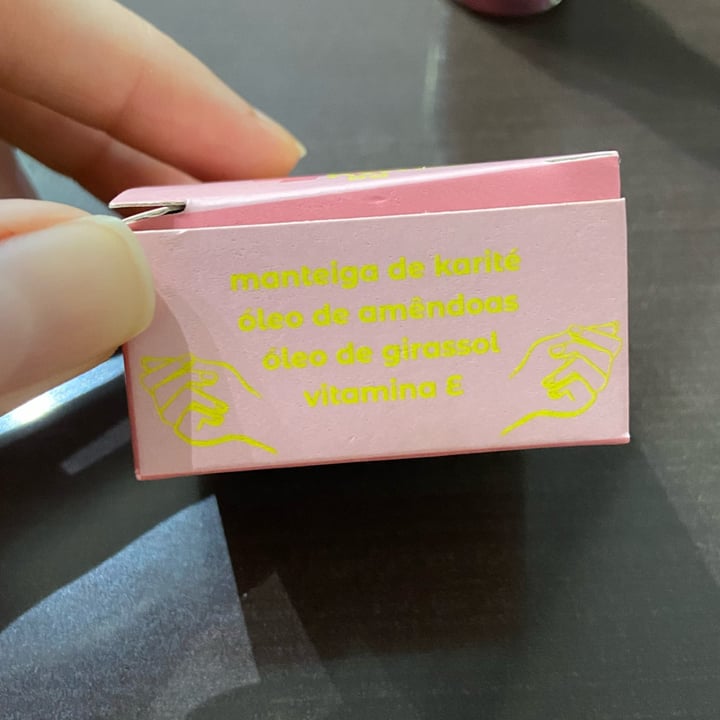 manteiga de karité
óleo de amêndoas
óleo de girassol
vitamina E